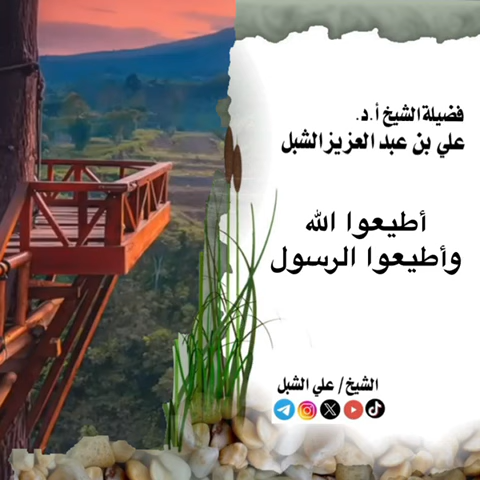 فضيلة الشيخ أ.د.
علي بن عبد العزيز الشبل
أطيعوا الله
وأطيعوا الرسول
الشيخ/ علي الشبل